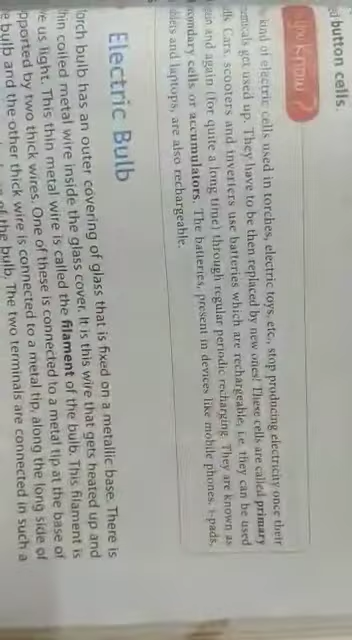 button cells.
you KNOW ?
kind of electric cells used in torches, electric toys, etc., stop producing electricity once their
get used up. They have to be then replaced by new ones! These cells are called primary
Cars, scooters and inverters use batteries which are rechargeable, i.e. they can be used
and again (for quite a long time) through regular periodic recharging. They are known as
cells or accumulators. The batteries, present in devices like mobile phones, i-pads,
and laptops, are also rechargeable.
Electric Bulb
torch bulb has an outer covering of glass that is fixed on a metallic base. There is
thin coiled metal wire inside the glass cover. It is this wire that gets heated up and
us light. This thin metal wire is called the filament of the bulb. This filament is
by two thick wires. One of these is connected to a metal tip at the base of
bulb and the other thick wire is connected to a metal tip, along the long side of
of the bulb. The two terminals are connected in such a